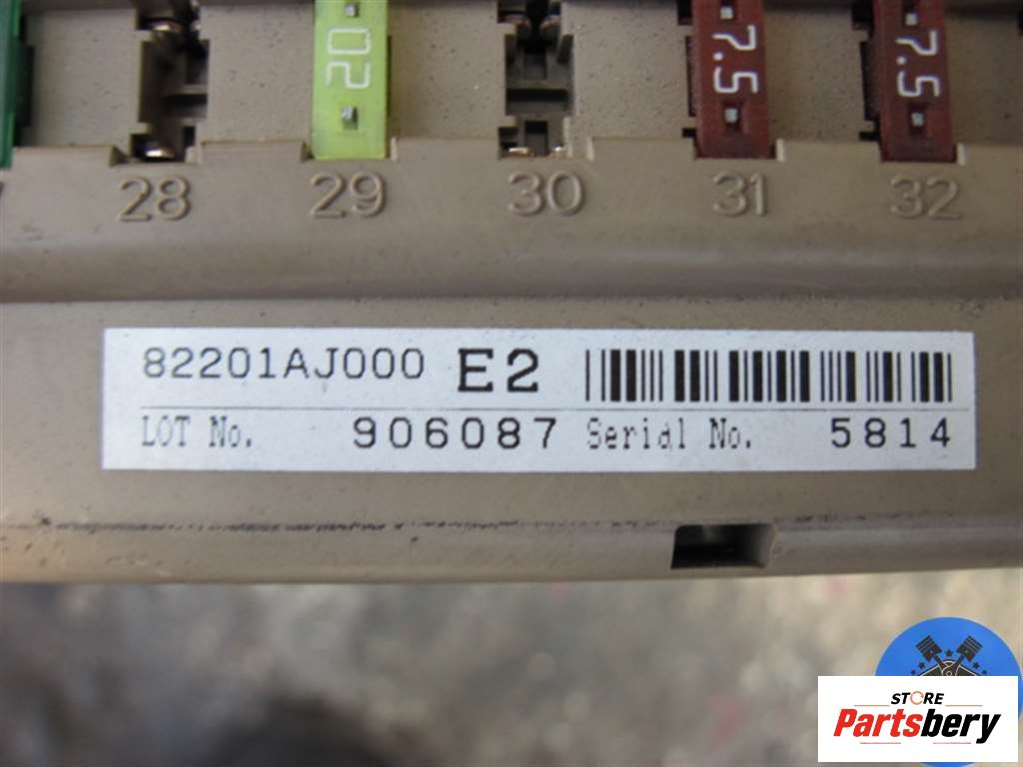 20 7.5 7.5
28 29 30 31 32
82201AJ000 E2
LOT No. 906087 Serial No. 5814
STORE
Partsbery